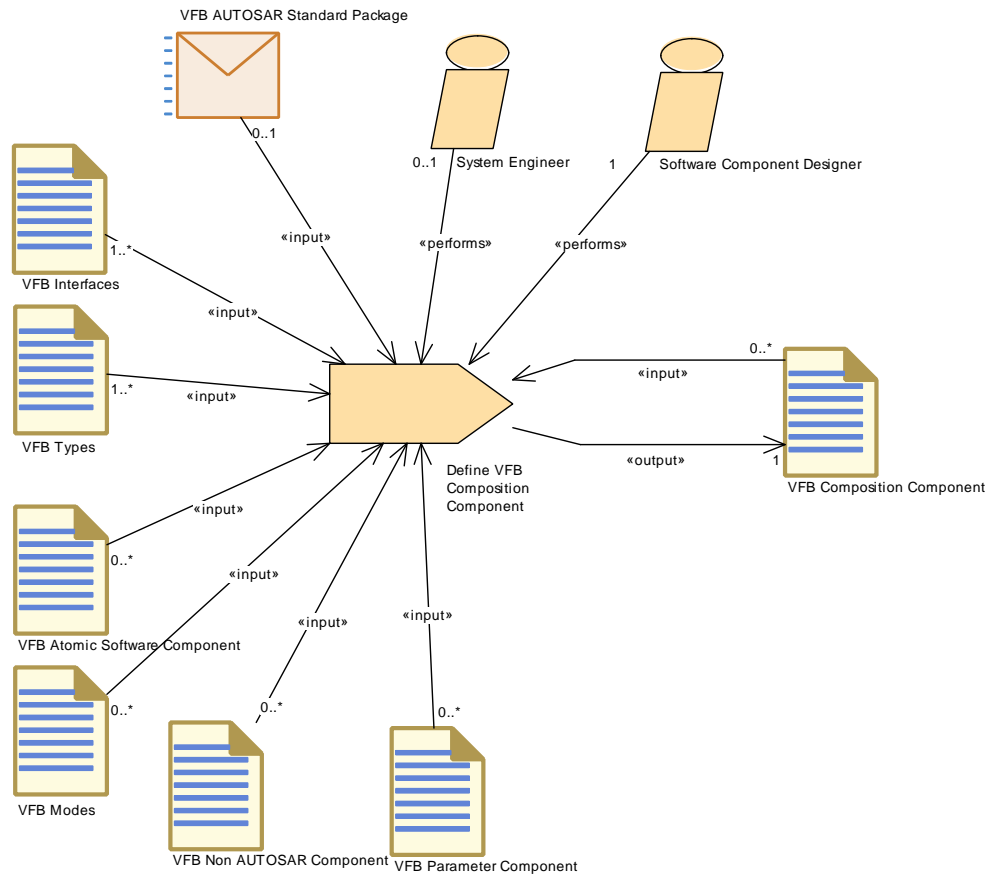 VFB AUTOSAR Standard Package
0..1
0..1
System Engineer
1
Software Component Designer
«input»
«performs»
«performs»
1..*
VFB Interfaces
«input»
1..*
«input»
VFB Types
0..*
«input»
«output»
1
VFB Composition Component
Define VFB
Composition
Component
«input»
0..*
VFB Atomic Software Component
«input»
«input»
«input»
0..*
VFB Modes
0..*
VFB Non AUTOSAR Component
0..*
VFB Parameter Component